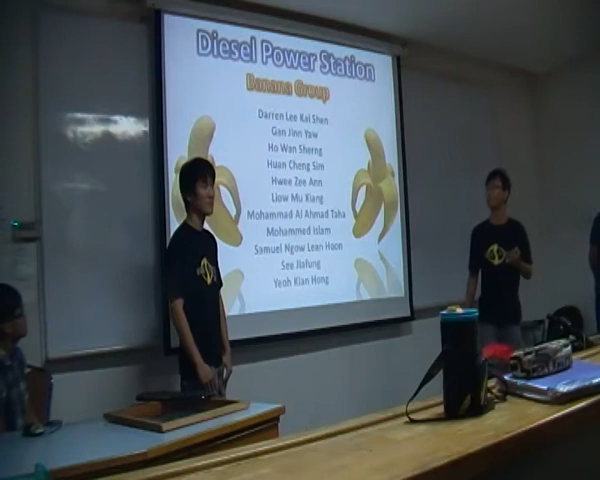 Diesel Power Station
Banana Group
Darren Lee Kai Shen
Gan Jinn Yaw
Ho Wan Sherng
Huan Cheng Sim
Hwee Zee Ann
Liow Mu Kiang
Mohammad Al Ahmad Taha
Mohammed Islam
Samuel Ngow Lean Hoon
See Jiafung
Yeoh Kian Hong